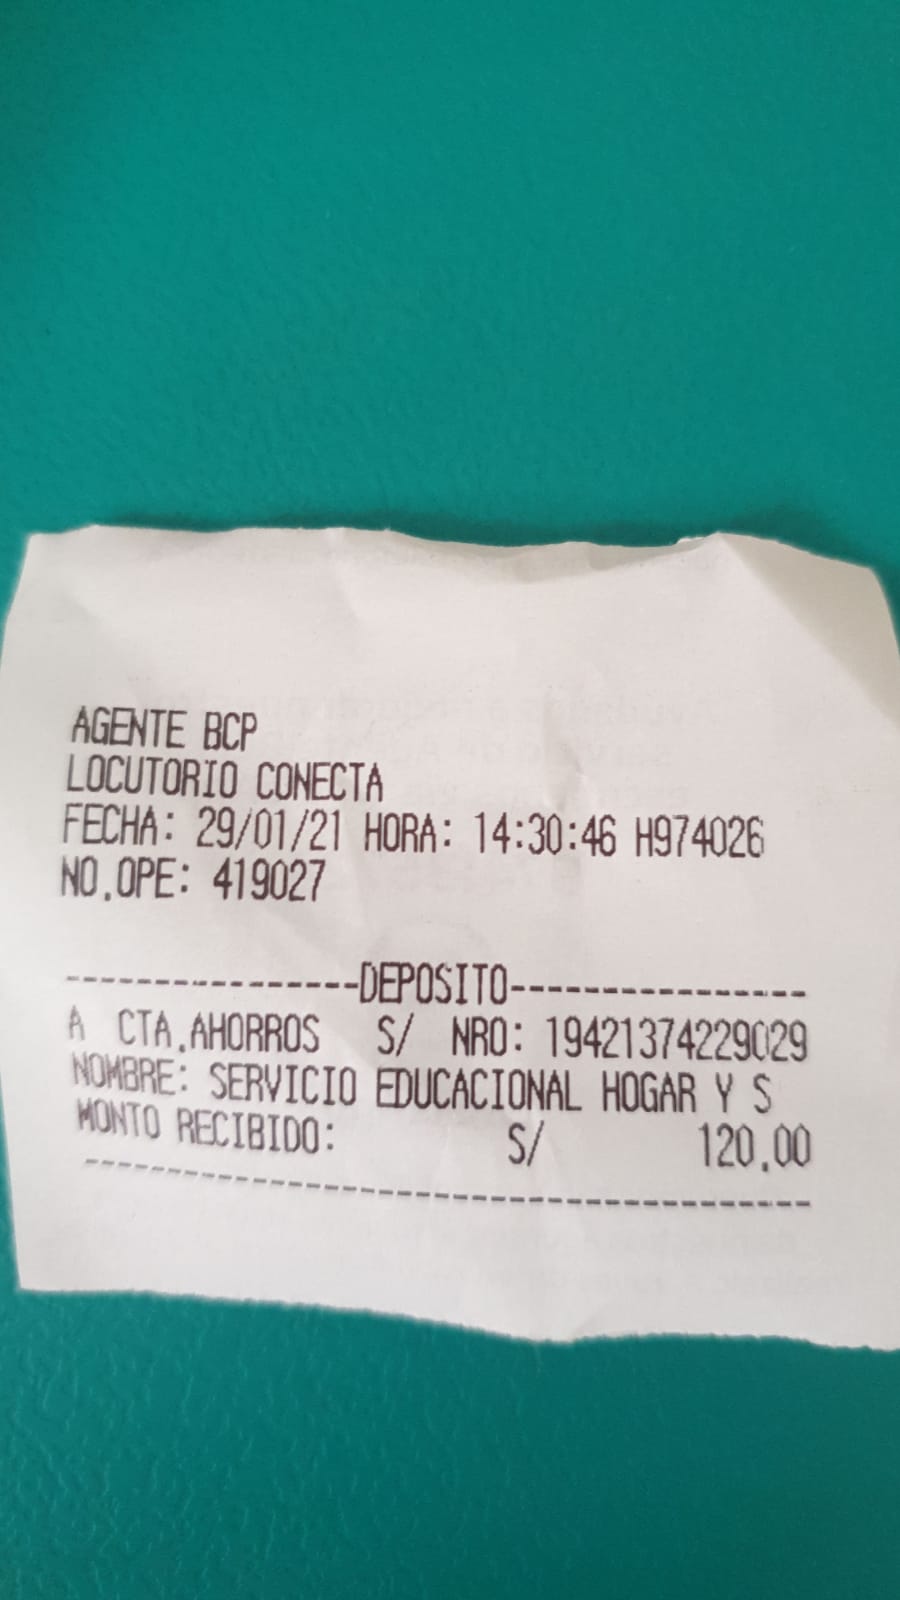 AGENTE BCP
LOCUTORIO CONECTA
FECHA: 29/01/21 HORA: 14:30:46 H974026
NO.OPE: 419027
----------------DEPOSITO----------------
A CTA.AHORROS S/ NRO: 19421374229029
NOMBRE: SERVICIO EDUCACIONAL HOGAR Y S
MONTO RECIBIDO: S/ 120.00
----------------------------------------